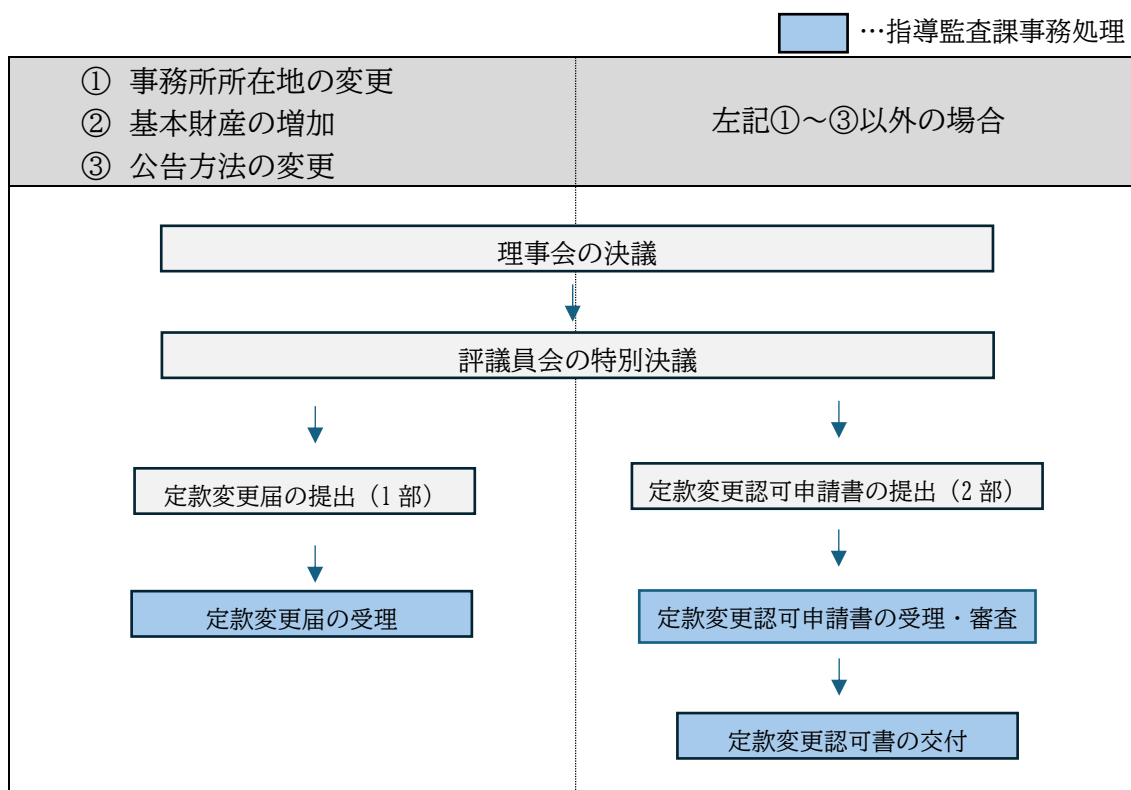 …指導監査課事務処理
① 事務所所在地の変更
② 基本財産の増加
③ 公告方法の変更
左記①～③以外の場合
理事会の決議
評議員会の特別決議
定款変更届の提出（1 部）
定款変更認可申請書の提出（2 部）
定款変更届の受理
定款変更認可申請書の受理・審査
定款変更認可書の交付